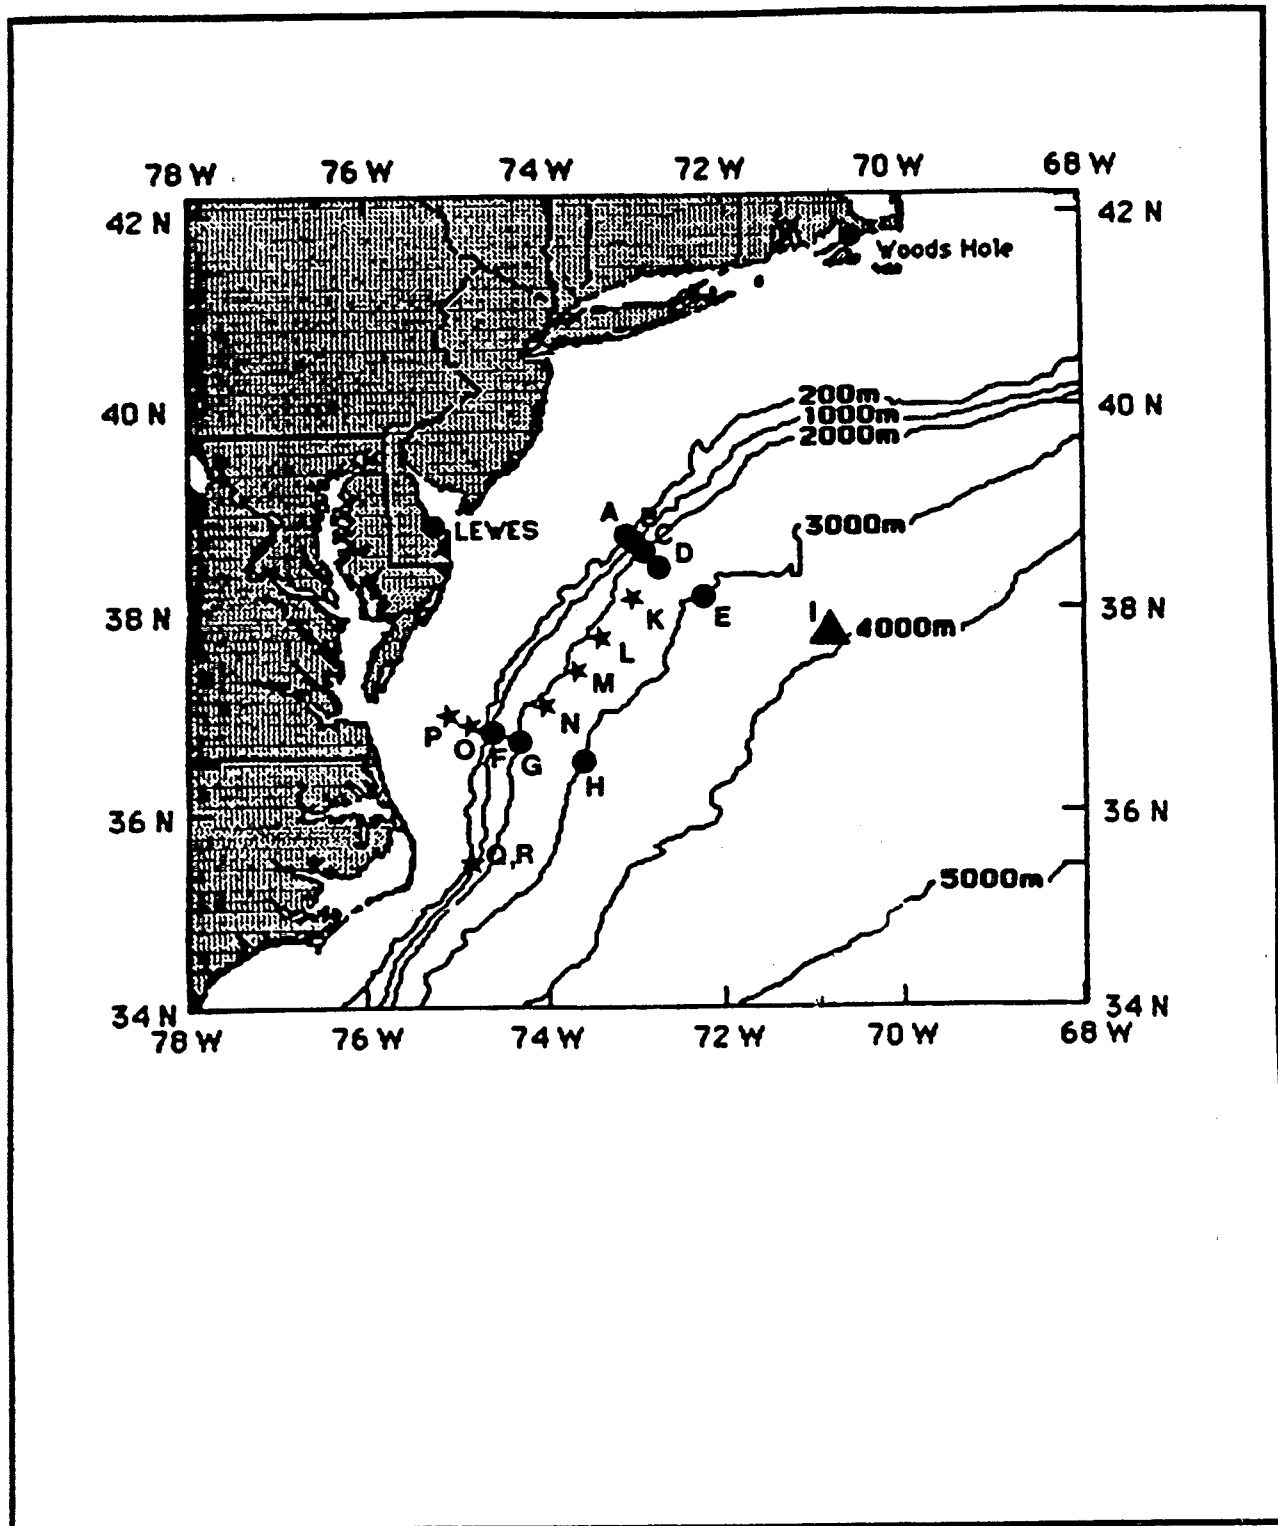 78 W 76 W 74 W 72 W 70 W 68 W
42 N 42 N
Woods Hole
200m
40 N 1000m 40 N
2000m
A B
3000m
LEWES C
D
38 N K E I 38 N
4000m
L
M
P N
O F G
H
36 N 36 N
Q,R
5000m
34 N 34 N
78 W 76 W 74 W 72 W 70 W 68 W